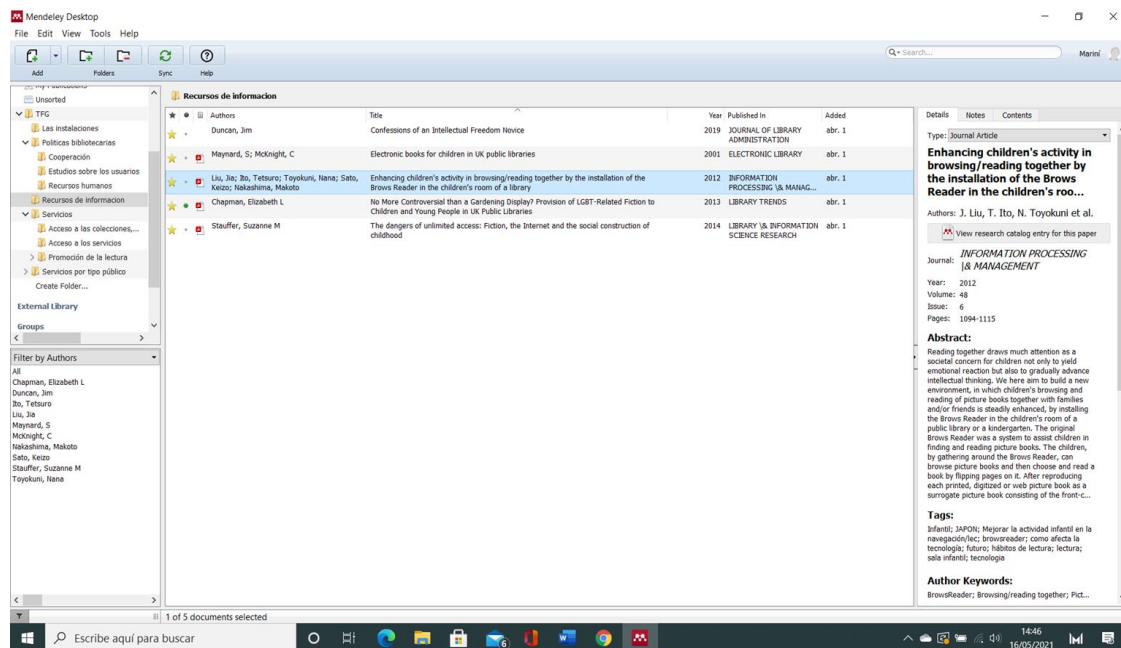 Mendeley Desktop
File Edit View Tools Help
Add Folders Sync Help
Search...
Mariní
My Publications
Unsorted
TFG
Las instalaciones
Politicas bibliotecarias
Cooperación
Estudios sobre los usuarios
Recursos humanos
Recursos de informacion
Servicios
Acceso a las colecciones,...
Acceso a los servicios
Promoción de la lectura
Servicios por tipo público
Create Folder...
External Library
Groups
Filter by Authors
All
Chapman, Elizabeth L
Duncan, Jim
Ito, Tetsuro
Liu, Jia
Maynard, S
McKnight, C
Nakashima, Makoto
Sato, Keizo
Stauffer, Suzanne M
Toyokuni, Nana
Recursos de informacion
Authors Title Year Published In Added
Duncan, Jim Confessions of an Intellectual Freedom Novice 2019 JOURNAL OF LIBRARY abr. 1
ADMINISTRATION
Maynard, S; McKnight, C Electronic books for children in UK public libraries 2001 ELECTRONIC LIBRARY abr. 1
Liu, Jia; Ito, Tetsuro; Toyokuni, Nana; Sato, Enhancing children's activity in browsing/reading together by the installation of the 2012 INFORMATION abr. 1
Keizo; Nakashima, Makoto Brows Reader in the children's room of a library PROCESSING \& MANAG...
Chapman, Elizabeth L No More Controversial than a Gardening Display? Provision of LGBT-Related Fiction to 2013 LIBRARY TRENDS abr. 1
Children and Young People in UK Public Libraries
Stauffer, Suzanne M The dangers of unlimited access: Fiction, the Internet and the social construction of 2014 LIBRARY \& INFORMATION abr. 1
childhood SCIENCE RESEARCH
Details Notes Contents
Type: Journal Article
Enhancing children's activity in
browsing/reading together by
the installation of the Brows
Reader in the children's roo...
Authors: J. Liu, T. Ito, N. Toyokuni et al.
View research catalog entry for this paper
Journal: INFORMATION PROCESSING
\& MANAGEMENT
Year: 2012
Volume: 48
Issue: 6
Pages: 1094-1115
Abstract:
Reading together draws much attention as a
societal concern for children not only to yield
emotional reaction but also to gradually advance
intellectual thinking. We here aim to build a new
environment, in which children's browsing and
reading of picture books together with families
and/or friends is steadily enhanced, by installing
the Brows Reader in the children's room of a
public library or a kindergarten. The original
Brows Reader was a system to assist children in
finding and reading picture books. The children,
by gathering around the Brows Reader, can
browse picture books and then choose and read a
book by flipping pages on it. After reproducing
each printed, digitized or web picture book as a
surrogate picture book consisting of the front-c...
Tags:
Infantil; JAPON; Mejorar la actividad infantil en la
navegación/lec; browsreader; como afecta la
tecnología; futuro; hábitos de lectura; lectura;
sala infantil; tecnologia
Author Keywords:
BrowsReader; Browsing/reading together; Pict...
1 of 5 documents selected
Escribe aquí para buscar
6
14:46
16/05/2021